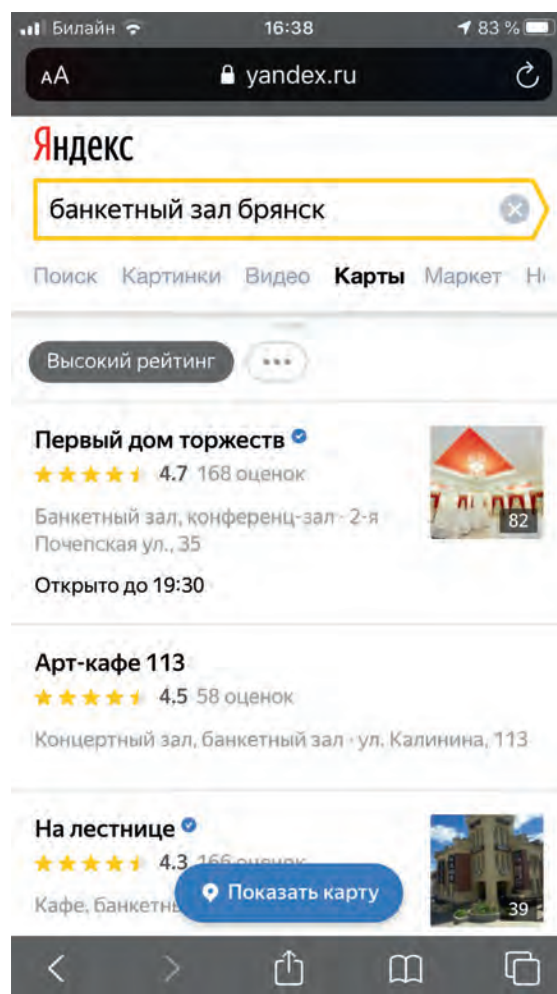 Билайн 16:38 83 %
AA yandex.ru
Яндекс
банкетный зал брянск
Поиск Картинки Видео Карты Маркет
Высокий рейтинг
Первый дом торжеств
4.7 168 оценок
Банкетный зал, конференц-зал · 2-я
Почепская ул., 35
82
Открыто до 19:30
Арт-кафе 113
4.5 58 оценок
Концертный зал, банкетный зал · ул. Калинина, 113
На лестнице
4.3 166 оценок
Кафе,
Показать карту
39